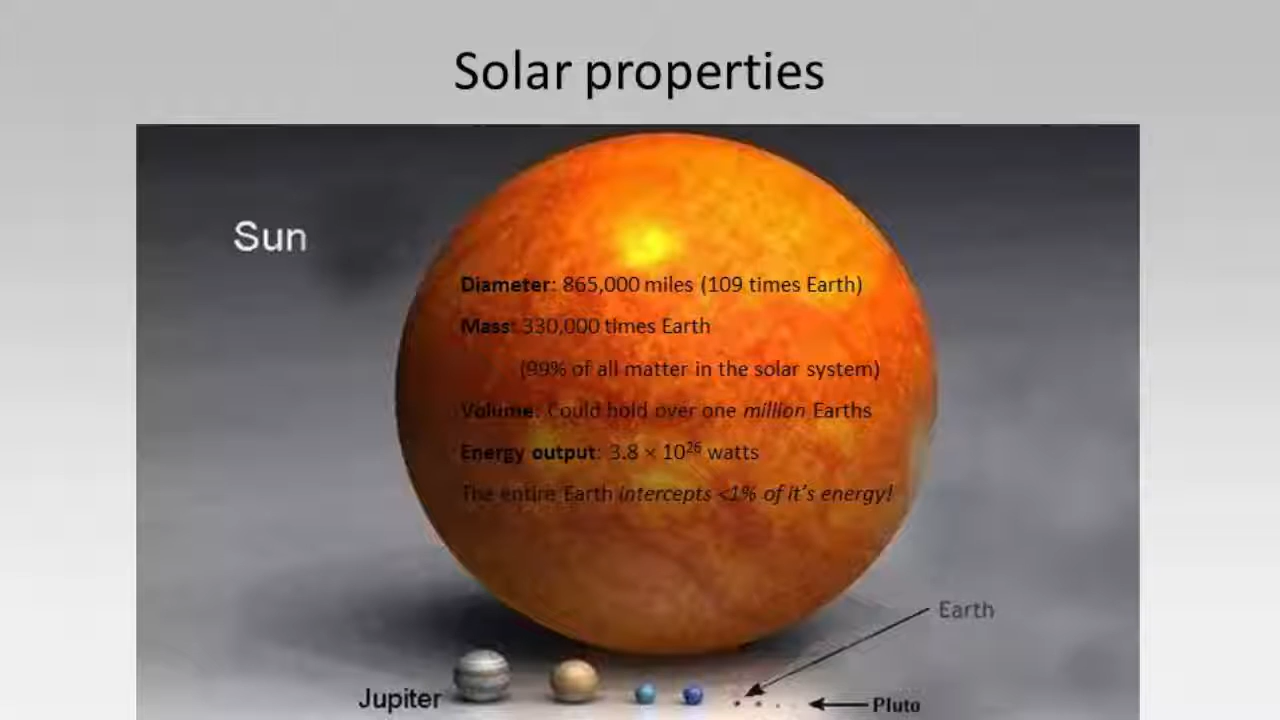 Solar properties
Sun
Diameter: 865,000 miles (109 times Earth)
Mass: 330,000 times Earth
(99% of all matter in the solar system)
Volume: Could hold over one million Earths
Energy output: 3.8 × 10²⁶ watts
The entire Earth intercepts <1% of it's energy!
Earth
Jupiter
Pluto